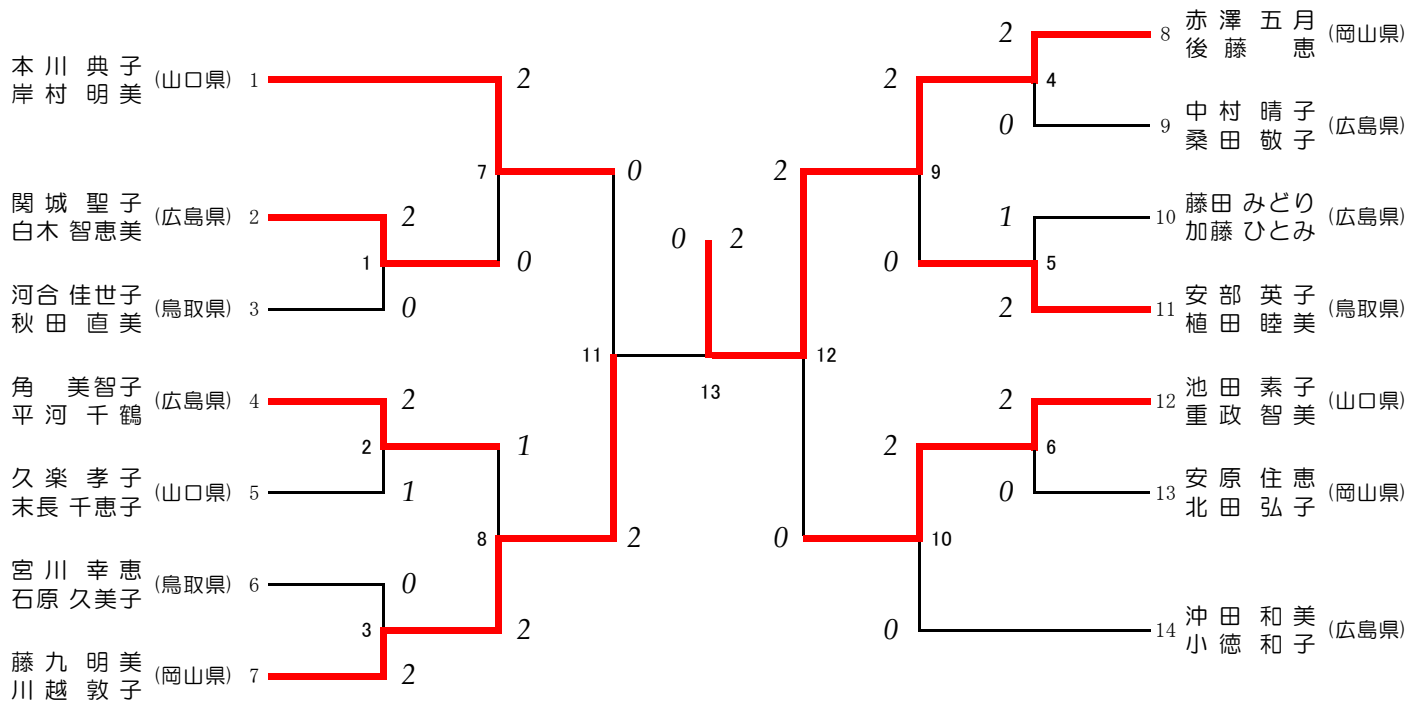 本川 典子 (山口県) 1
岸村 明美
関城 聖子 (広島県) 2
白木 智恵美
河合 佳世子 (鳥取県) 3
秋田 直美
角 美智子 (広島県) 4
平河 千鶴
久楽 孝子 (山口県) 5
末長 千恵子
宮川 幸恵 (鳥取県) 6
石原 久美子
藤九 明美 (岡山県) 7
川越 敦子
2
0
2
1
0
2
1
2
0
2
1
0
2
3
2
7
0
1
8
2
0
11
2
0 2
13
2
12
0
2
9
0
2
10
0
2
4
0
1
5
2
2
6
0
8 赤澤 五月 (岡山県)
後藤 恵
9 中村 晴子 (広島県)
桑田 敬子
10 藤田 みどり (広島県)
加藤 ひとみ
11 安部 英子 (鳥取県)
植田 睦美
12 池田 素子 (山口県)
重政 智美
13 安原 住恵 (岡山県)
北田 弘子
14 沖田 和美 (広島県)
小徳 和子